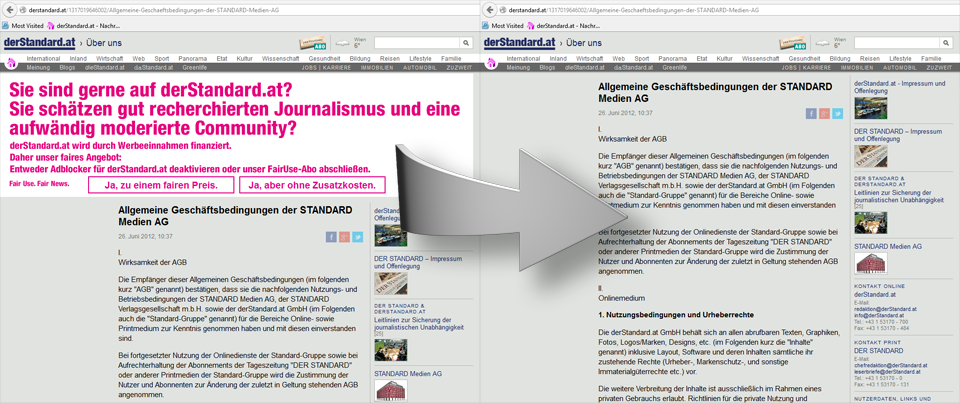 derstandard.at/1317019646002/Allgemeine-Geschaeftsbedingungen-der-STANDARD-Medien-AG
Most Visited derStandard.at - Nachr...
derStandard.at › Über uns
ABO
Wien
6°
International Inland Wirtschaft Web Sport Panorama Etat Kultur Wissenschaft Gesundheit Bildung Reisen Lifestyle Familie
Meinung Blogs dieStandard.at daStandard.at Greenlife JOBS | KARRIERE IMMOBILIEN AUTOMOBIL ZUZWEIT
Sie sind gerne auf derStandard.at?
Sie schätzen gut recherchierten Journalismus und eine
aufwändig moderierte Community?
derStandard.at wird durch Werbeeinnahmen finanziert.
Daher unser faires Angebot:
Entweder Adblocker für derStandard.at deaktivieren oder unser FairUse-Abo abschließen.
Fair Use. Fair News.
Ja, zu einem fairen Preis.
Ja, aber ohne Zusatzkosten.
Allgemeine Geschäftsbedingungen der STANDARD
Medien AG
26. Juni 2012, 10:37
I.
Wirksamkeit der AGB
Die Empfänger dieser Allgemeinen Geschäftsbedingungen (im folgenden
kurz "AGB" genannt) bestätigen, dass sie die nachfolgenden Nutzungs- und
Betriebsbedingungen der STANDARD Medien AG, der STANDARD
Verlagsgesellschaft m.b.H. sowie der derStandard.at GmbH (im Folgenden
auch die "Standard-Gruppe" genannt) für die Bereiche Online- sowie
Printmedium zur Kenntnis genommen haben und mit diesen einverstanden
sind.
Bei fortgesetzter Nutzung der Onlinedienste der Standard-Gruppe sowie bei
Aufrechterhaltung der Abonnements der Tageszeitung "DER STANDARD"
oder anderer Printmedien der Standard-Gruppe wird die Zustimmung der
Nutzer und Abonnenten zur Änderung der zuletzt in Geltung stehenden AGB
angenommen.
DER STANDARD – Impressum
und Offenlegung
DER STANDARD &
DERSTANDARD.AT
Leitlinien zur Sicherung der
journalistischen Unabhängigkeit
[25]
STANDARD Medien AG
derstandard.at/1317019646002/Allgemeine-Geschaeftsbedingungen-der-STANDARD-Medien-AG
Most Visited derStandard.at - Nachr...
derStandard.at › Über uns
ABO
Wien
6°
International Inland Wirtschaft Web Sport Panorama Etat Kultur Wissenschaft Gesundheit Bildung Reisen Lifestyle Familie
Meinung Blogs dieStandard.at daStandard.at Greenlife JOBS | KARRIERE IMMOBILIEN AUTOMOBIL ZUZWEIT
Allgemeine Geschäftsbedingungen der STANDARD
Medien AG
26. Juni 2012, 10:37
I.
Wirksamkeit der AGB
Die Empfänger dieser Allgemeinen Geschäftsbedingungen (im folgenden
kurz "AGB" genannt) bestätigen, dass sie die nachfolgenden Nutzungs- und
Betriebsbedingungen der STANDARD Medien AG, der STANDARD
Verlagsgesellschaft m.b.H. sowie der derStandard.at GmbH (im Folgenden
auch die "Standard-Gruppe" genannt) für die Bereiche Online- sowie
Printmedium zur Kenntnis genommen haben und mit diesen einverstanden
Bei fortgesetzter Nutzung der Onlinedienste der Standard-Gruppe sowie bei
Aufrechterhaltung der Abonnements der Tageszeitung "DER STANDARD"
oder anderer Printmedien der Standard-Gruppe wird die Zustimmung der
Nutzer und Abonnenten zur Änderung der zuletzt in Geltung stehenden AGB
angenommen.
II.
Onlinemedium
1. Nutzungsbedingungen und Urheberrechte
Die derStandard.at GmbH behält sich an allen abrufbaren Texten, Graphiken,
Fotos, Logos/Marken, Designs, etc. (im Folgenden kurz die "Inhalte"
genannt) inklusive Layout, Software und deren Inhalten sämtliche ihr
zustehende Rechte (Urheber-, Markenschutz-, und sonstige
Immaterialgüterrechte etc.) vor.
Die weitere Verbreitung der Inhalte ist ausschließlich im Rahmen eines
privaten Gebrauchs erlaubt. Richtlinien für die private Nutzung und
derStandard.at – Impressum und
Offenlegung
DER STANDARD – Impressum
und Offenlegung
DER STANDARD &
DERSTANDARD.AT
Leitlinien zur Sicherung der
journalistischen Unabhängigkeit
[25]
STANDARD Medien AG
KONTAKT ONLINE
derStandard.at
E-Mail
redaktion@derStandard.at
info@derStandard.at
Tel.: +43 1 53170 - 700
Fax: +43 1 53170 - 484
KONTAKT PRINT
DER STANDARD
E-Mail
chefredaktion@derStandard.at
leserbriefe@derStandard.at
Tel.: +43 1 53170 - 0
Fax: +43 1 53170 - 131
NUTZERDATEN, LINKS UND